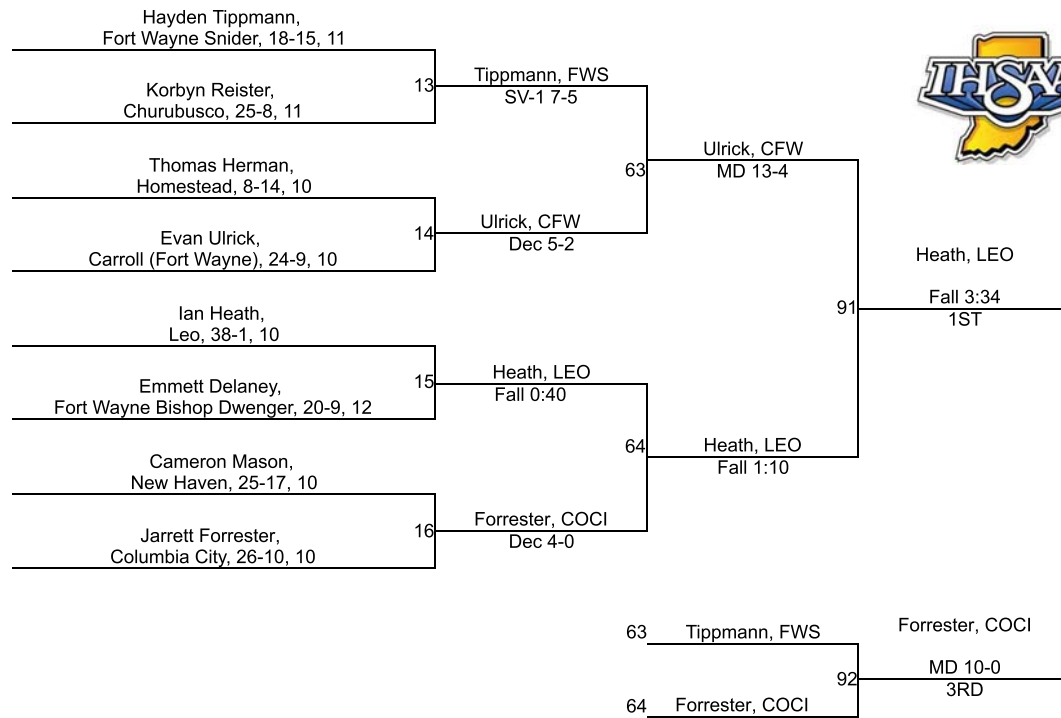 Hayden Tippmann,
Fort Wayne Snider, 18-15, 11
Korbyn Reister,
Churubusco, 25-8, 11
13
Tippmann, FWS
SV-1 7-5
Thomas Herman,
Homestead, 8-14, 10
Evan Ulrick,
Carroll (Fort Wayne), 24-9, 10
14
Ulrick, CFW
Dec 5-2
63
Ulrick, CFW
MD 13-4
Ian Heath,
Leo, 38-1, 10
Emmett Delaney,
Fort Wayne Bishop Dwenger, 20-9, 12
15
Heath, LEO
Fall 0:40
Cameron Mason,
New Haven, 25-17, 10
Jarrett Forrester,
Columbia City, 26-10, 10
16
Forrester, COCI
Dec 4-0
64
Heath, LEO
Fall 1:10
91
Heath, LEO
Fall 3:34
1ST
IHSAA
63
Tippmann, FWS
64
Forrester, COCI
92
Forrester, COCI
MD 10-0
3RD